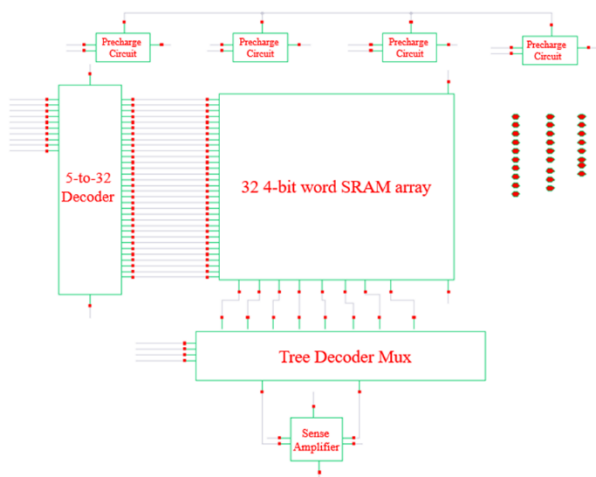 Precharge
Circuit
Precharge
Circuit
Precharge
Circuit
Precharge
Circuit
5-to-32
Decoder
32 4-bit word SRAM array
Tree Decoder Mux
Sense
Amplifier